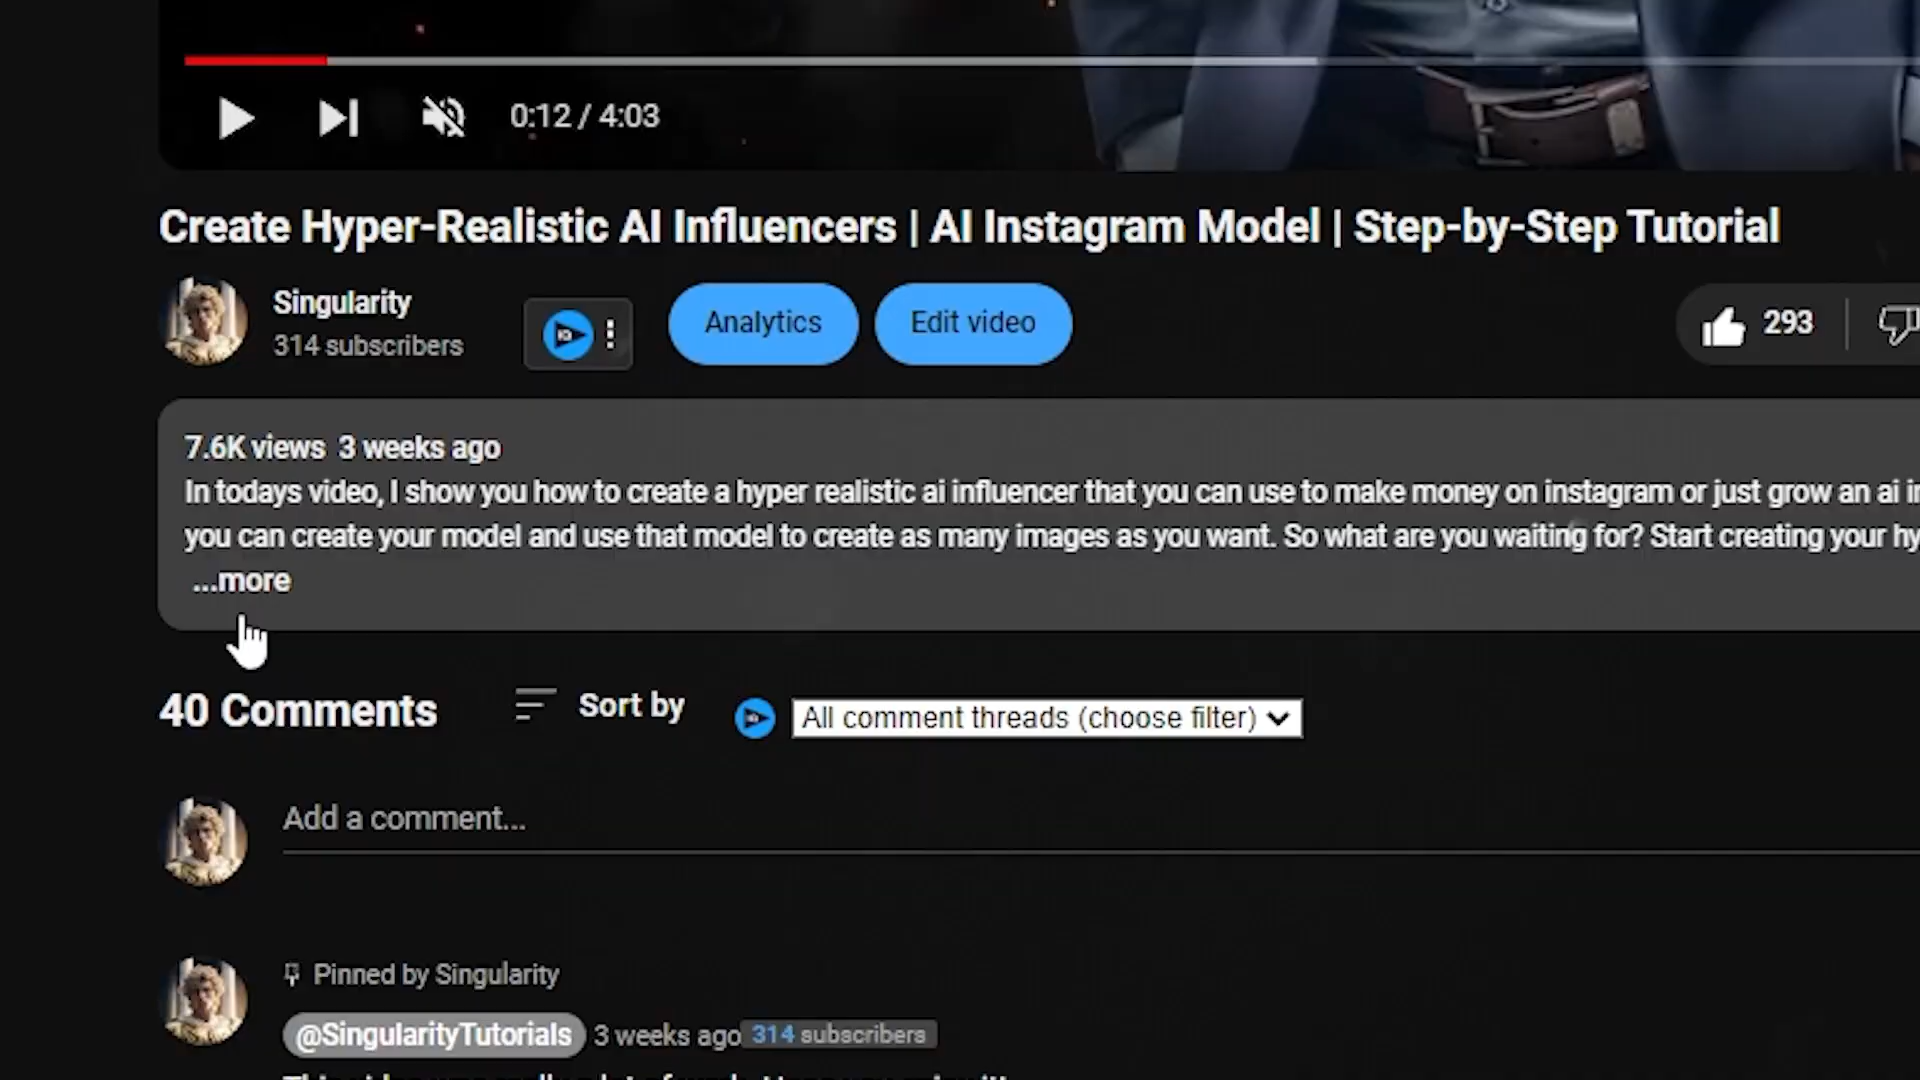 0:12 / 4:03
Create Hyper-Realistic AI Influencers | AI Instagram Model | Step-by-Step Tutorial
Singularity
314 subscribers
Analytics
Edit video
293
7.6K views 3 weeks ago
In todays video, I show you how to create a hyper realistic ai influencer that you can use to make money on instagram or just grow an ai
you can create your model and use that model to create as many images as you want. So what are you waiting for? Start creating your
...more
40 Comments
Sort by
All comment threads (choose filter)
Add a comment...
Pinned by Singularity
@SingularityTutorials 3 weeks ago 314 subscribers